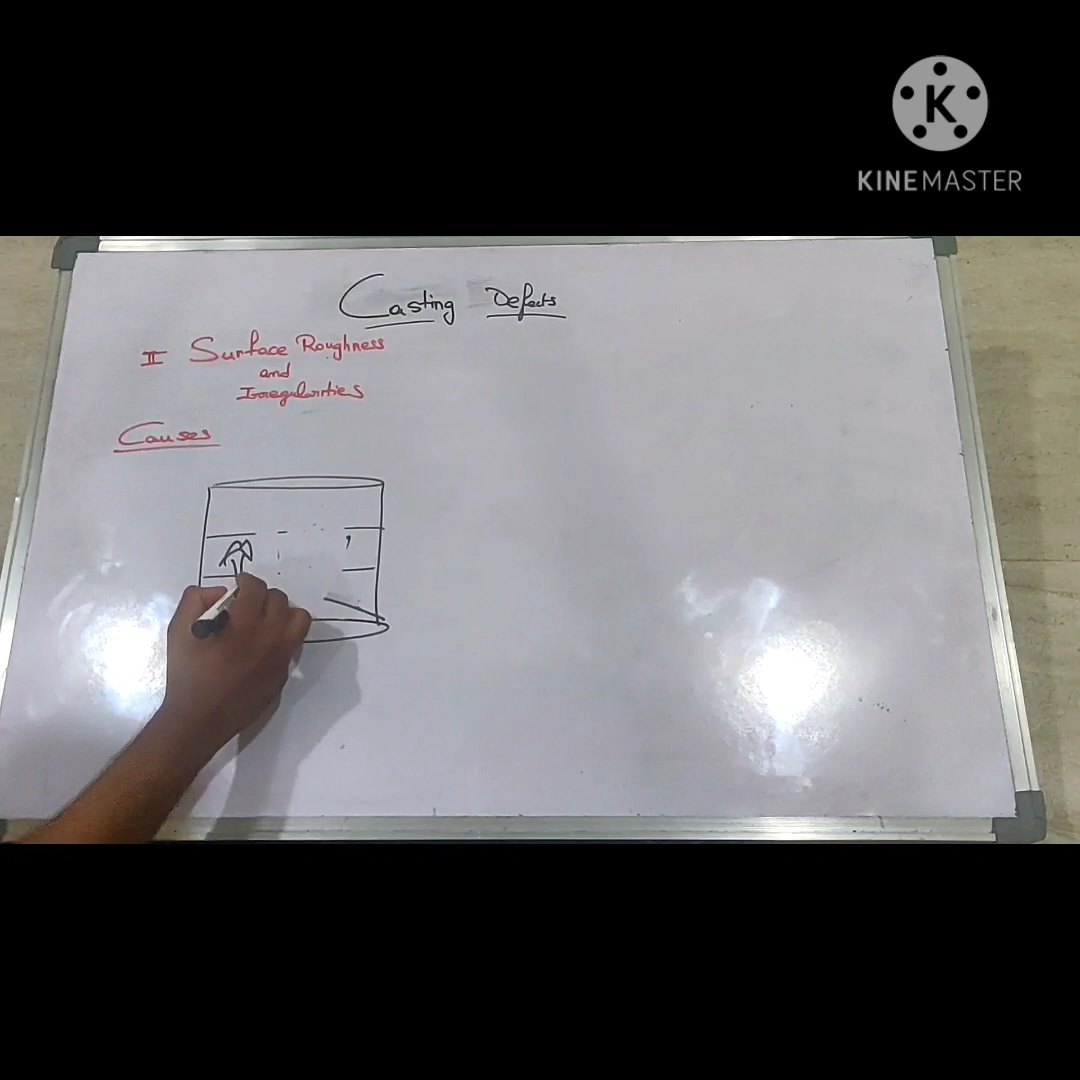 KINEMASTER
Casting Defects
II Surface Roughness
and
Irregularities
Causes